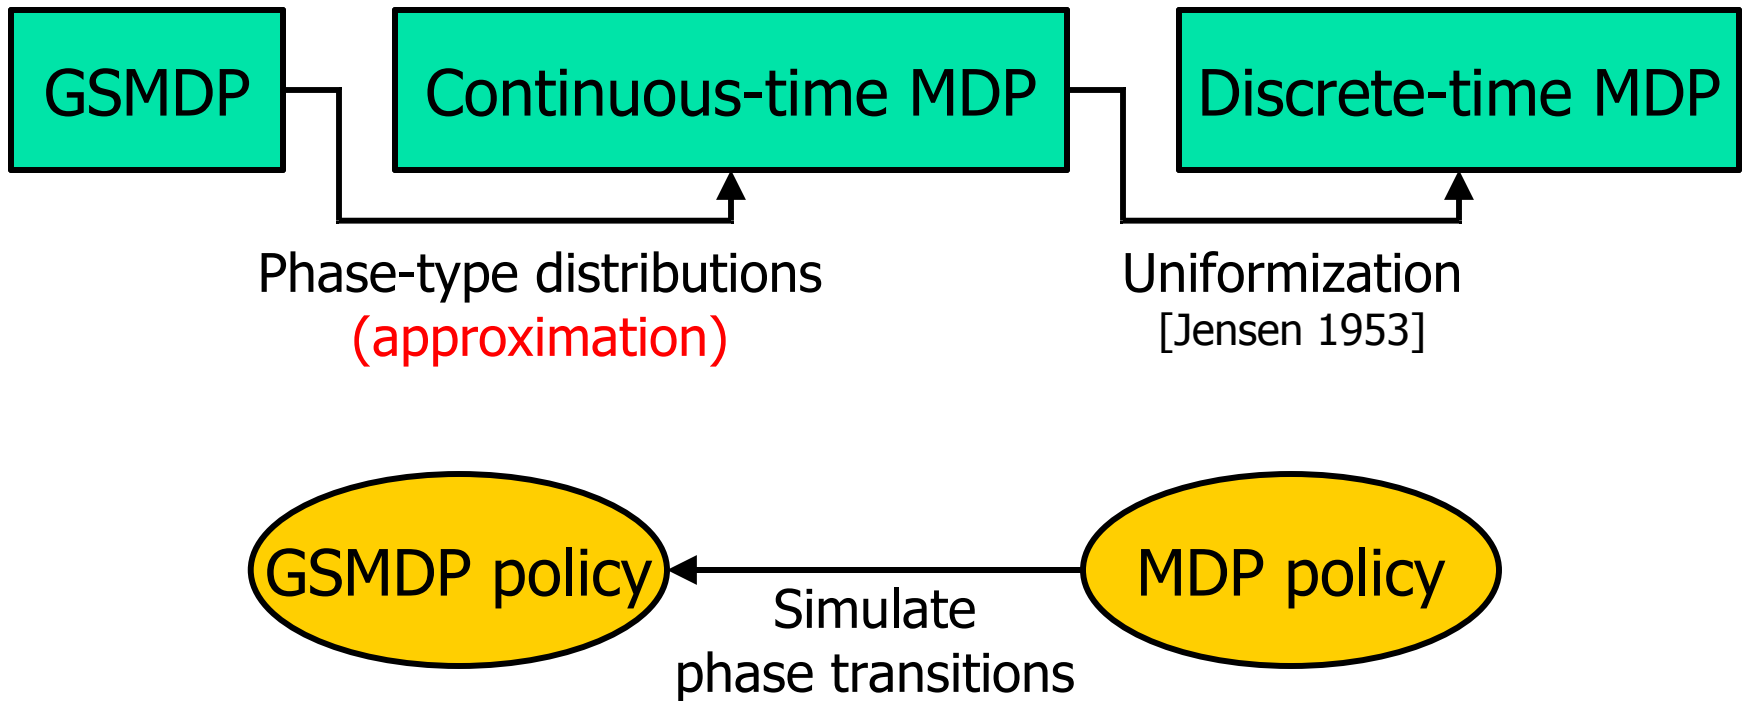 GSMDP
Continuous-time MDP
Discrete-time MDP
Phase-type distributions
(approximation)
Uniformization
[Jensen 1953]
GSMDP policy
MDP policy
Simulate
phase transitions